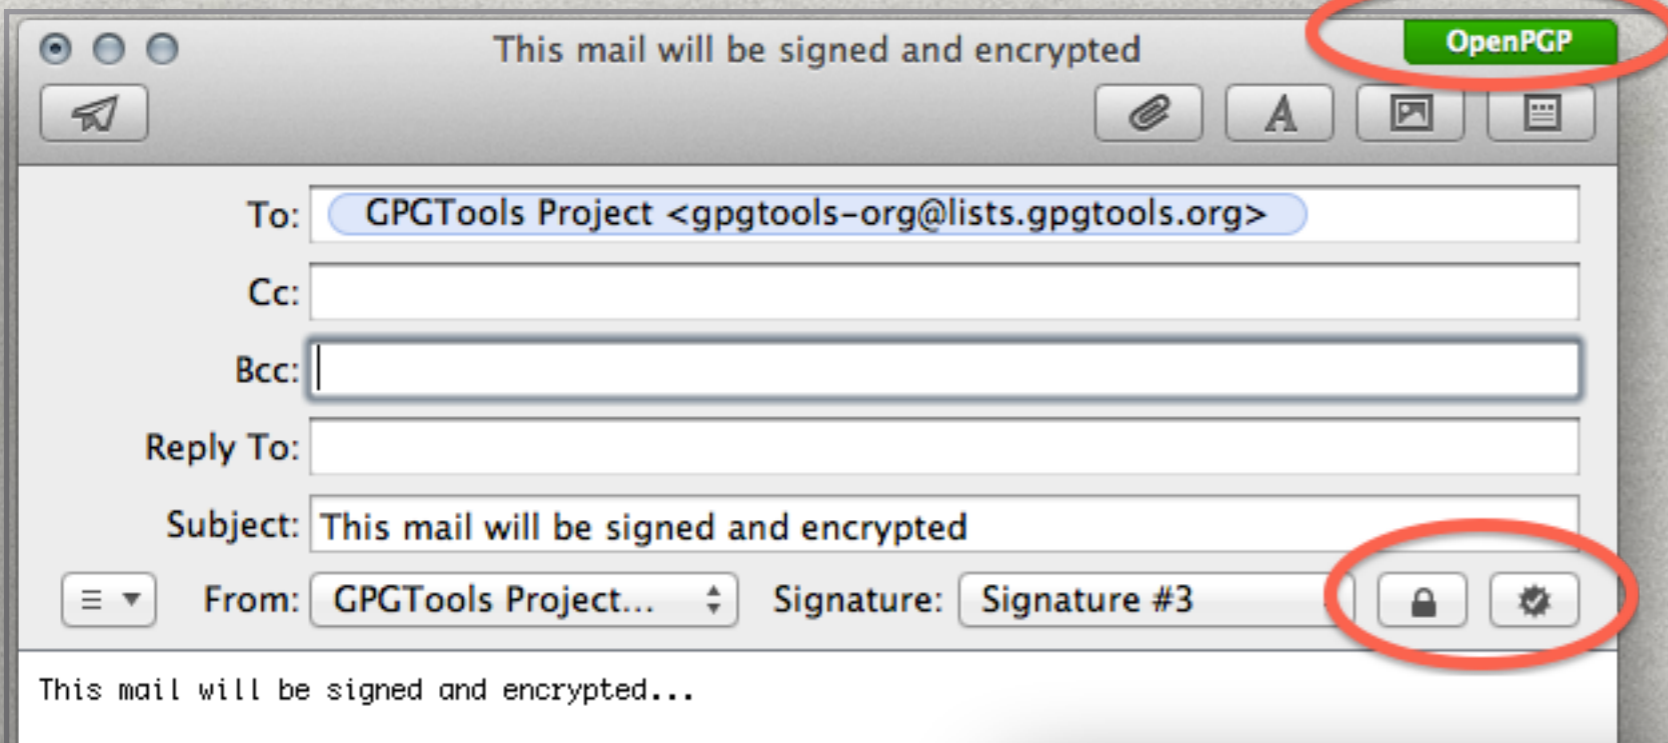 This mail will be signed and encrypted
OpenPGP
To: GPGTools Project <gpgtools-org@lists.gpgtools.org>
Cc:
Bcc:
Reply To:
Subject: This mail will be signed and encrypted
From: GPGTools Project... Signature: Signature #3
This mail will be signed and encrypted...